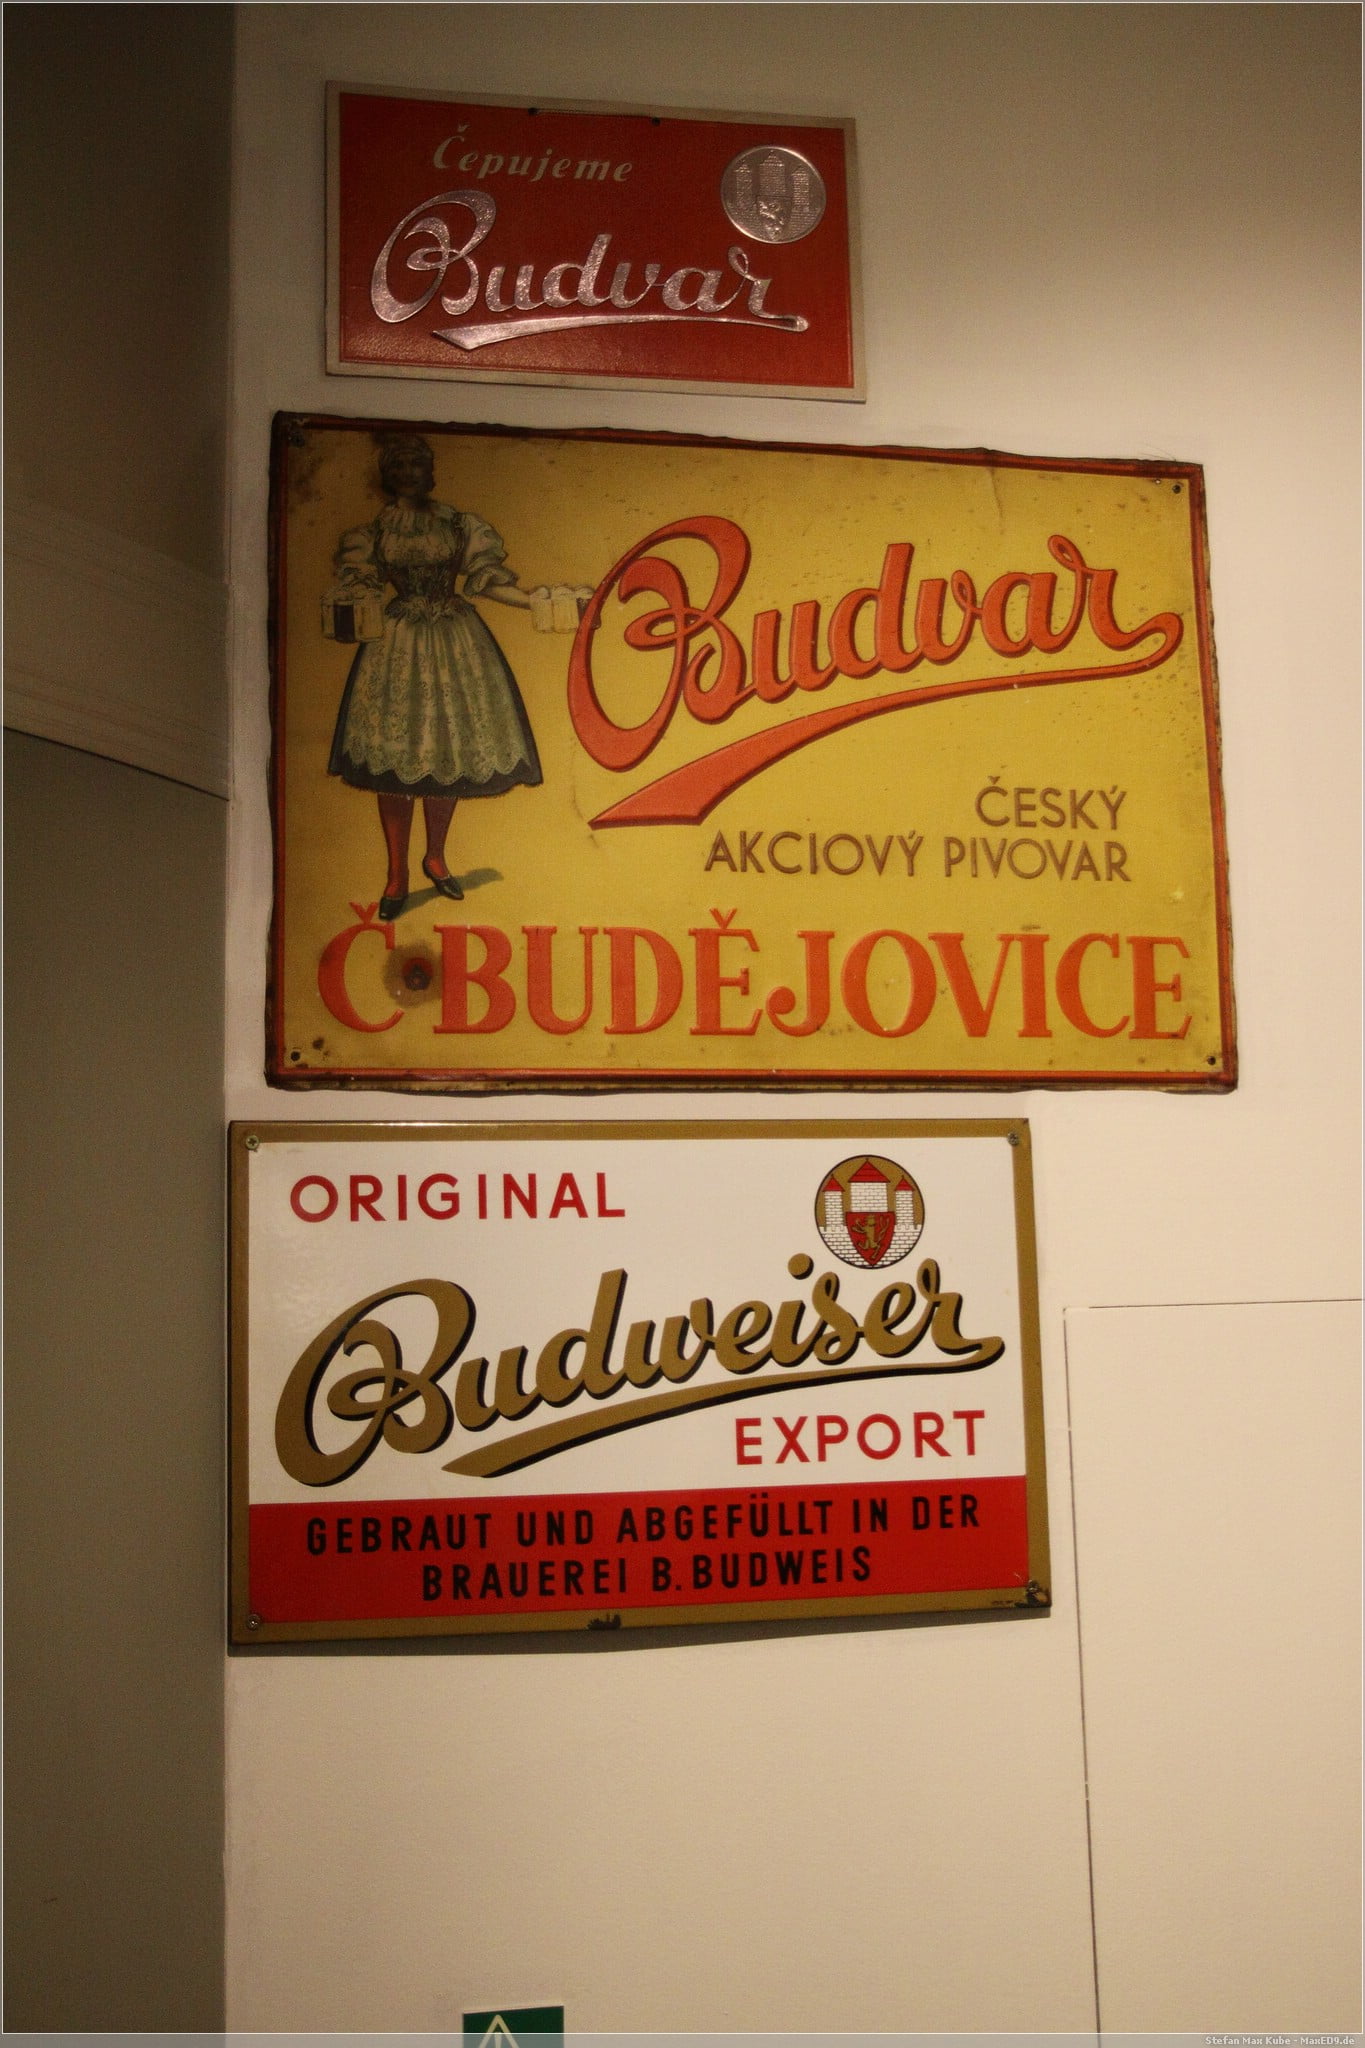 Čepujeme
Budvar
Budvar
ČESKÝ
AKCIOVÝ PIVOVAR
Č BUDĚJOVICE
ORIGINAL
Budweiser
EXPORT
GEBRAUT UND ABGEFÜLLT IN DER
BRAUEREI B. BUDWEIS
Stefan Max Kube - MaxED9.de